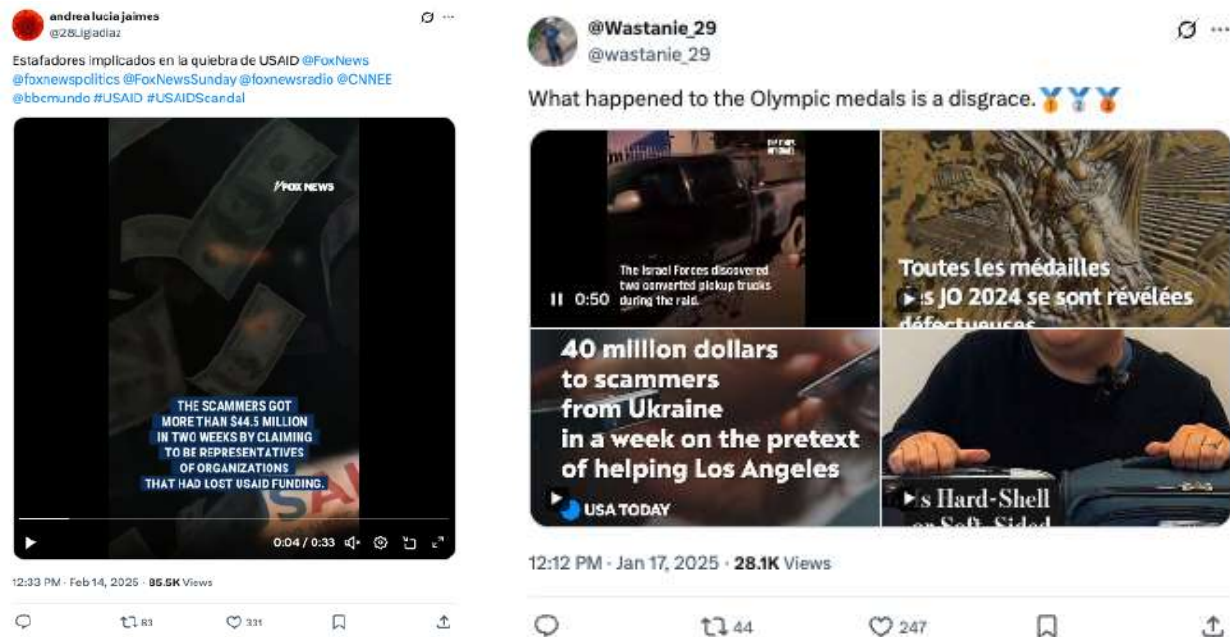 andrea lucia jaimes
@28Ligiadiaz
Estafadores implicados en la quiebra de USAID @FoxNews
@foxnewspolitics @FoxNewsSunday @foxnewsradio @CNNEE
@bbcmundo #USAID #USAIDScandal
FOX NEWS
THE SCAMMERS GOT
MORE THAN $44.5 MILLION
IN TWO WEEKS BY CLAIMING
TO BE REPRESENTATIVES
OF ORGANIZATIONS
THAT HAD LOST USAID FUNDING.
0:04 / 0:33
12:33 PM · Feb 14, 2025 · 85.5K Views
83
331
@Wastanie_29
@wastanie_29
What happened to the Olympic medals is a disgrace.
The Israel Forces discovered
two converted pickup trucks
during the raid.
0:50
Toutes les médailles
s JO 2024 se sont révélées
défectueuses
40 million dollars
to scammers
from Ukraine
in a week on the pretext
of helping Los Angeles
USA TODAY
s Hard-Shell
or Soft-Sided
12:12 PM · Jan 17, 2025 · 28.1K Views
44
247